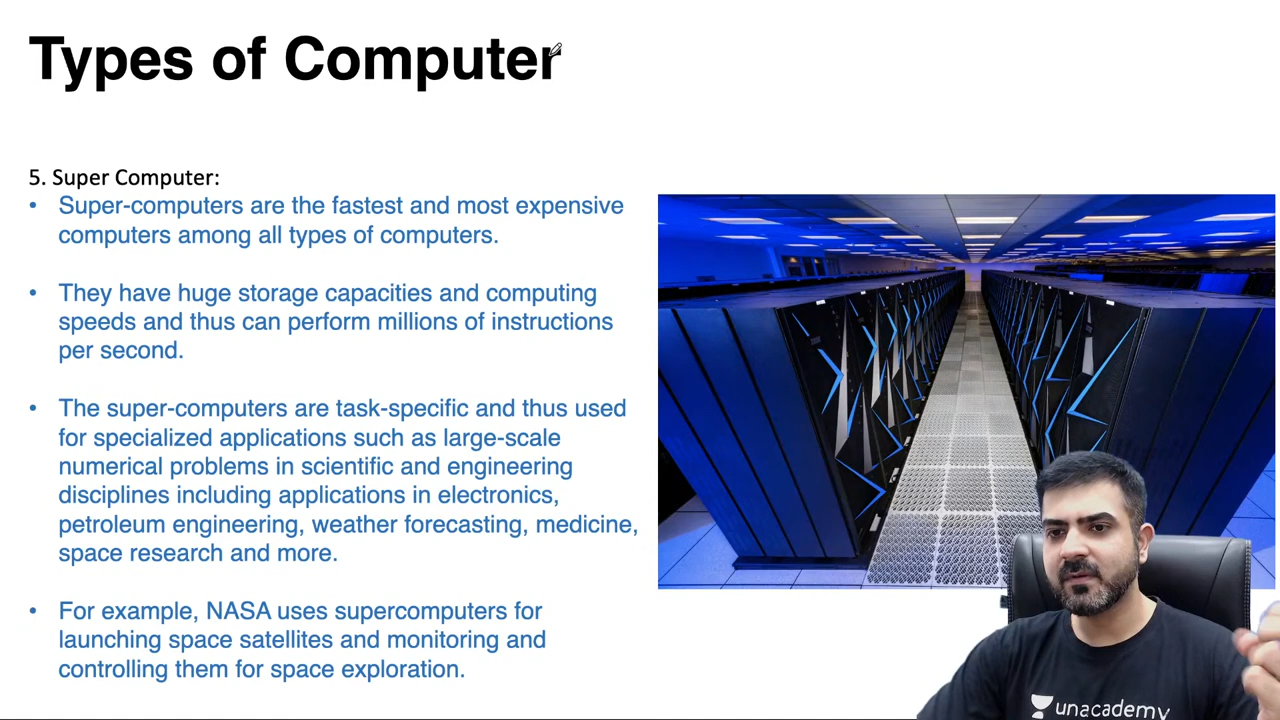 Types of Computer
5. Super Computer:
• Super-computers are the fastest and most expensive
computers among all types of computers.
• They have huge storage capacities and computing
speeds and thus can perform millions of instructions
per second.
• The super-computers are task-specific and thus used
for specialized applications such as large-scale
numerical problems in scientific and engineering
disciplines including applications in electronics,
petroleum engineering, weather forecasting, medicine,
space research and more.
• For example, NASA uses supercomputers for
launching space satellites and monitoring and
controlling them for space exploration.
unacademy